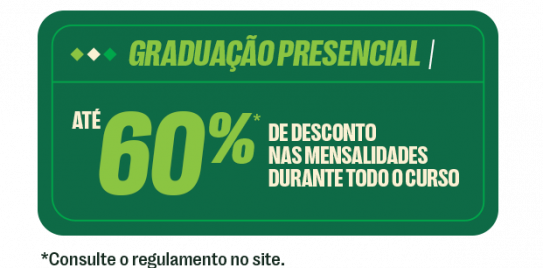 GRADUAÇÃO PRESENCIAL /
ATÉ
60%*
DE DESCONTO
NAS MENSALIDADES
DURANTE TODO O CURSO
*Consulte o regulamento no site.